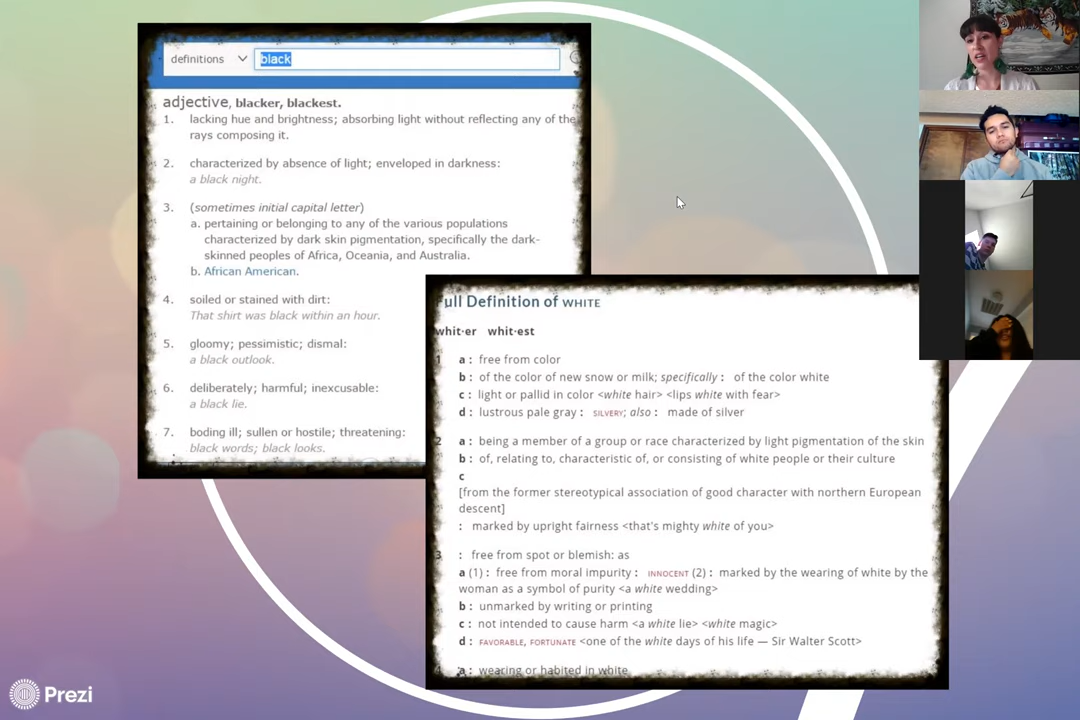 definitions
black
adjective, blacker, blackest.
1. lacking hue and brightness; absorbing light without reflecting any of the
rays composing it.
2. characterized by absence of light; enveloped in darkness:
a black night.
3. (sometimes initial capital letter)
a. pertaining or belonging to any of the various populations
characterized by dark skin pigmentation, specifically the dark-
skinned peoples of Africa, Oceania, and Australia.
b. African American.
4. soiled or stained with dirt:
That shirt was black within an hour.
5. gloomy; pessimistic; dismal:
a black outlook.
6. deliberately; harmful; inexcusable:
a black lie.
7. boding ill; sullen or hostile; threatening:
black words; black looks.
Full Definition of WHITE
whit·er whit·est
1 a : free from color
b : of the color of new snow or milk; specifically : of the color white
c : light or pallid in color <white hair> <lips white with fear>
d : lustrous pale gray : SILVERY; also : made of silver
2 a : being a member of a group or race characterized by light pigmentation of the skin
b : of, relating to, characteristic of, or consisting of white people or their culture
c
[from the former stereotypical association of good character with northern European
descent]
: marked by upright fairness <that's mighty white of you>
3 : free from spot or blemish: as
a (1) : free from moral impurity : INNOCENT (2) : marked by the wearing of white by the
woman as a symbol of purity <a white wedding>
b : unmarked by writing or printing
c : not intended to cause harm <a white lie> <white magic>
d : FAVORABLE, FORTUNATE <one of the white days of his life — Sir Walter Scott>
4 a : wearing or habited in white
Prezi